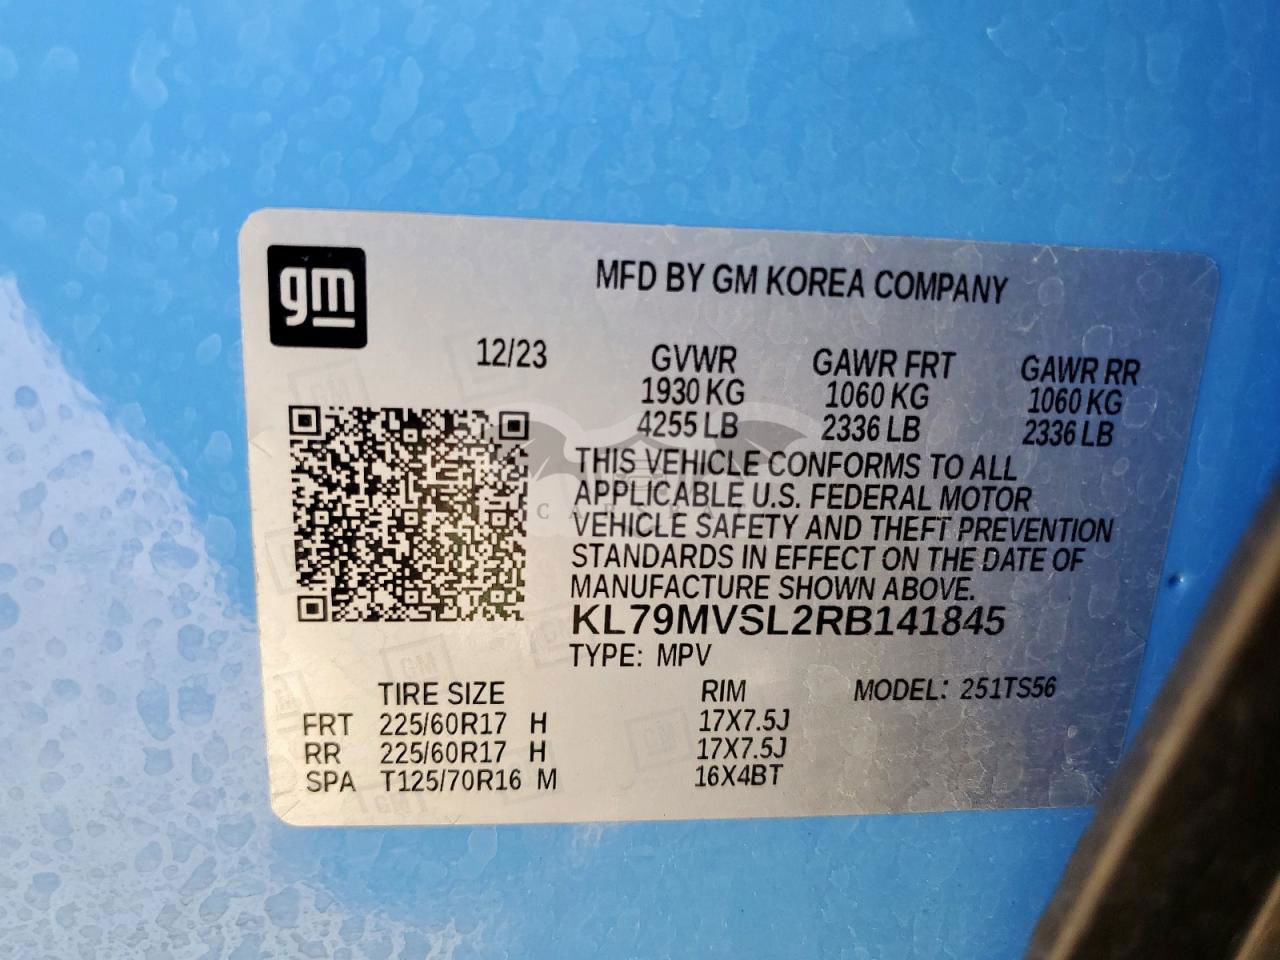 gm
MFD BY GM KOREA COMPANY
12/23 GVWR GAWR FRT GAWR RR
1930 KG 1060 KG 1060 KG
4255 LB 2336 LB 2336 LB
THIS VEHICLE CONFORMS TO ALL
APPLICABLE U.S. FEDERAL MOTOR
VEHICLE SAFETY AND THEFT PREVENTION
STANDARDS IN EFFECT ON THE DATE OF
MANUFACTURE SHOWN ABOVE.
KL79MVSL2RB141845
TYPE: MPV
TIRE SIZE RIM MODEL: 251TS56
FRT 225/60R17 H 17X7.5J
RR 225/60R17 H 17X7.5J
SPA T125/70R16 M 16X4BT